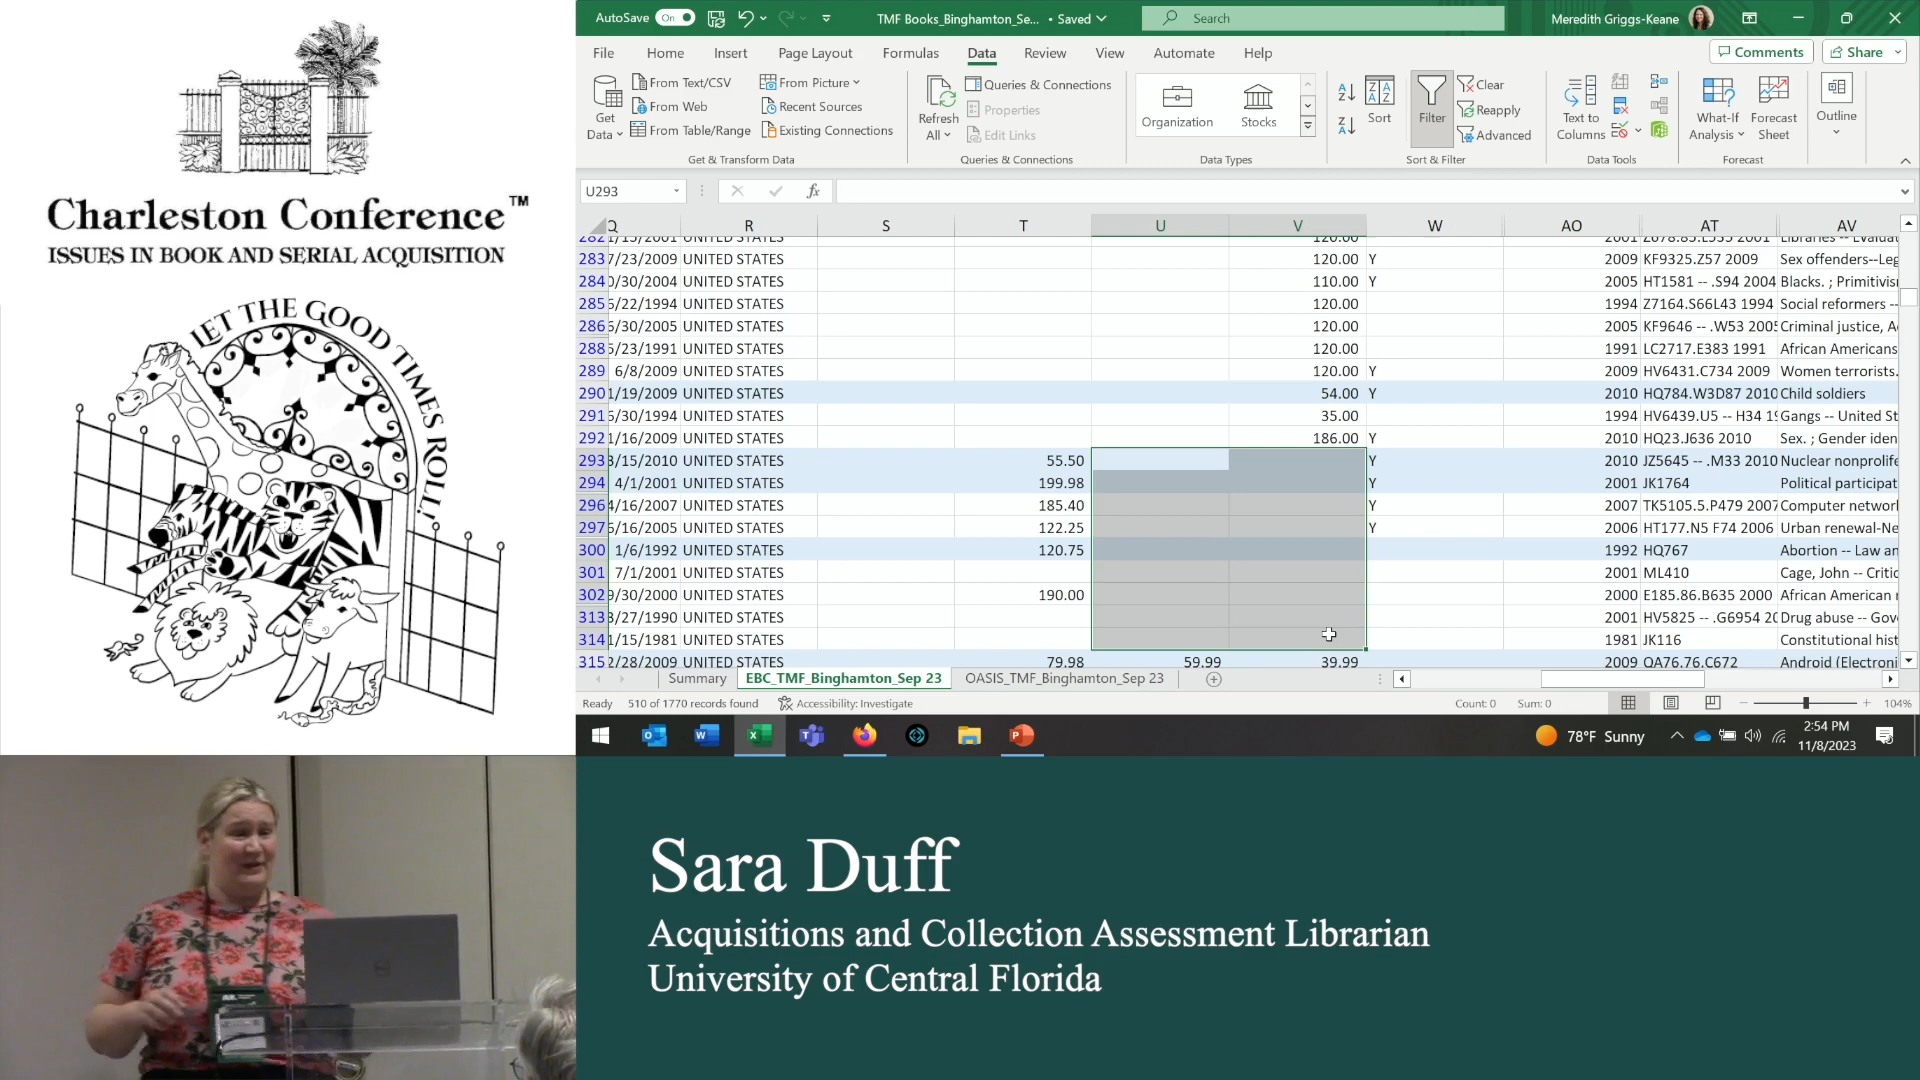 Charleston Conference™
ISSUES IN BOOK AND SERIAL ACQUISITION
LET THE GOOD TIMES ROLL!
AutoSave On TMF Books_Binghamton_Se... • Saved Search Meredith Griggs-Keane
File Home Insert Page Layout Formulas Data Review View Automate Help Comments Share
Get Data
From Text/CSV
From Web
From Table/Range
From Picture
Recent Sources
Existing Connections
Get & Transform Data
Refresh All
Queries & Connections
Properties
Edit Links
Queries & Connections
Organization Stocks
Data Types
Sort
Filter
Clear
Reapply
Advanced
Sort & Filter
Text to Columns
Data Tools
What-If Analysis
Forecast Sheet
Forecast
Outline
U293 fx
Q R S T U V W AO AT AV
282 1/15/2001 UNITED STATES 120.00 2001 Z678.85.L535 2001 Libraries -- Evaluat
283 7/23/2009 UNITED STATES 120.00 Y 2009 KF9325.Z57 2009 Sex offenders--Leg
284 0/30/2004 UNITED STATES 110.00 Y 2005 HT1581 -- .S94 2004 Blacks. ; Primitivisr
285 5/22/1994 UNITED STATES 120.00 1994 Z7164.S66L43 1994 Social reformers --
286 6/30/2005 UNITED STATES 120.00 2005 KF9646 -- .W53 2005 Criminal justice, A
288 5/23/1991 UNITED STATES 120.00 1991 LC2717.E383 1991 African Americans
289 6/8/2009 UNITED STATES 120.00 Y 2009 HV6431.C734 2009 Women terrorists.
290 1/19/2009 UNITED STATES 54.00 Y 2010 HQ784.W3D87 2010 Child soldiers
291 5/30/1994 UNITED STATES 35.00 1994 HV6439.U5 -- H34 19 Gangs -- United St
292 1/16/2009 UNITED STATES 186.00 Y 2010 HQ23.J636 2010 Sex. ; Gender iden
293 3/15/2010 UNITED STATES 55.50 Y 2010 JZ5645 -- .M33 2010 Nuclear nonprolife
294 4/1/2001 UNITED STATES 199.98 Y 2001 JK1764 Political participat
296 4/16/2007 UNITED STATES 185.40 Y 2007 TK5105.5.P479 2007 Computer networ
297 5/16/2005 UNITED STATES 122.25 Y 2006 HT177.N5 F74 2006 Urban renewal-Ne
300 1/6/1992 UNITED STATES 120.75 1992 HQ767 Abortion -- Law an
301 7/1/2001 UNITED STATES 2001 ML410 Cage, John -- Critic
302 9/30/2000 UNITED STATES 190.00 2000 E185.86.B635 2000 African American r
313 3/27/1990 UNITED STATES 2001 HV5825 -- .G6954 20 Drug abuse -- Gov
314 1/15/1981 UNITED STATES 1981 JK116 Constitutional hist
315 2/28/2009 UNITED STATES 79.98 59.99 39.99 2009 QA76.76.C672 Android (Electroni
Summary EBC_TMF_Binghamton_Sep 23 OASIS_TMF_Binghamton_Sep 23
Ready 510 of 1770 records found Accessibility: Investigate Count: 0 Sum: 0 104%
78°F Sunny 2:54 PM
11/8/2023
Sara Duff
Acquisitions and Collection Assessment Librarian
University of Central Florida